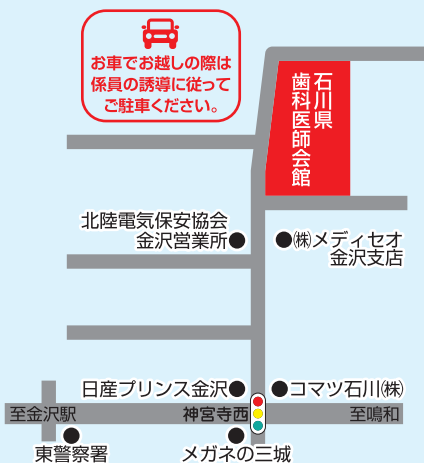 お車でお越しの際は
係員の誘導に従って
ご駐車ください。
石川県
歯科医師会館
北陸電気保安協会
金沢営業所
㈱メディセオ
金沢支店
日産プリンス金沢
コマツ石川㈱
至金沢駅
神宮寺西
至鳴和
東警察署
メガネの三城